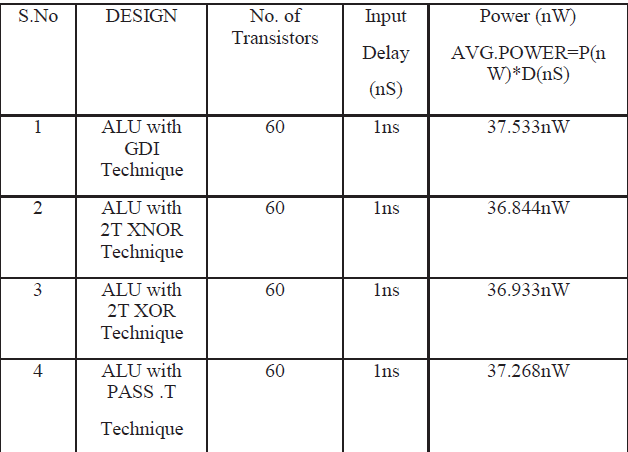 S.No DESIGN No. of Transistors Input Delay (nS) Power (nW) AVG.POWER=P(nW)*D(nS)
1 ALU with GDI Technique 60 1ns 37.533nW
2 ALU with 2T XNOR Technique 60 1ns 36.844nW
3 ALU with 2T XOR Technique 60 1ns 36.933nW
4 ALU with PASS .T Technique 60 1ns 37.268nW